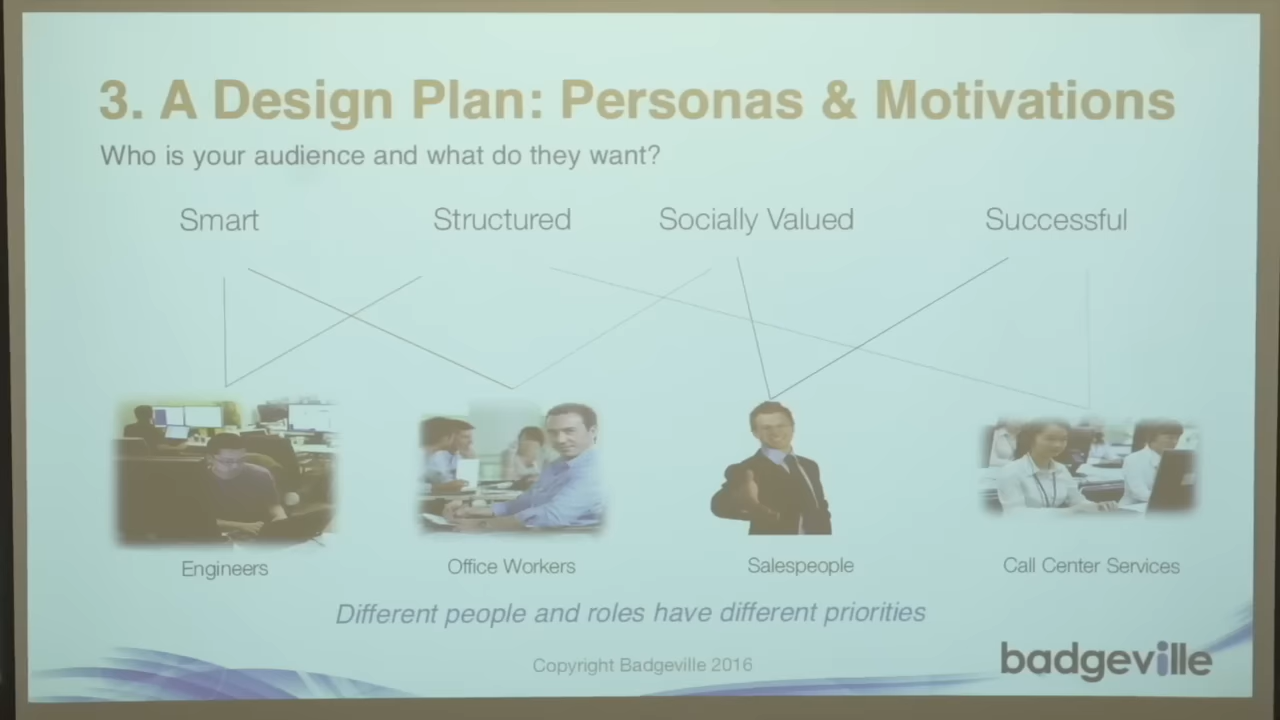 3. A Design Plan: Personas & Motivations
Who is your audience and what do they want?
Smart Structured Socially Valued Successful
Engineers Office Workers Salespeople Call Center Services
Different people and roles have different priorities
Copyright Badgeville 2016
badgeville